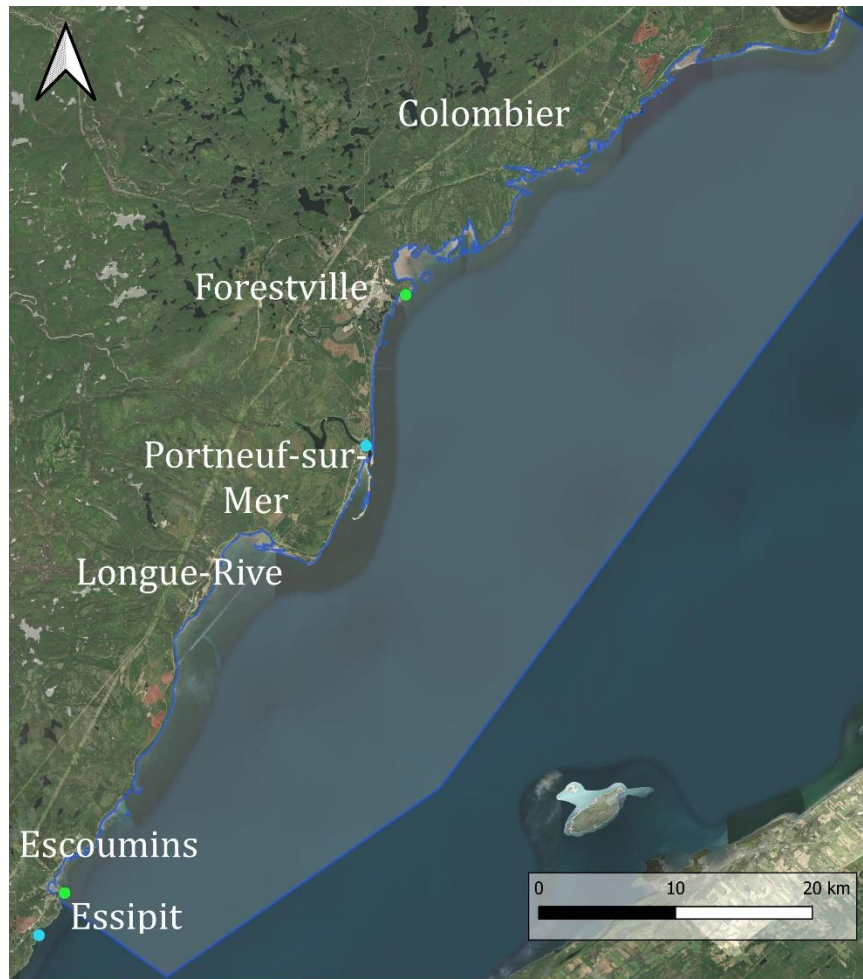 Colombier
Forestville
Portneuf-sur-
Mer
Longue-Rive
Escoumins
Essipit
0 10 20 km